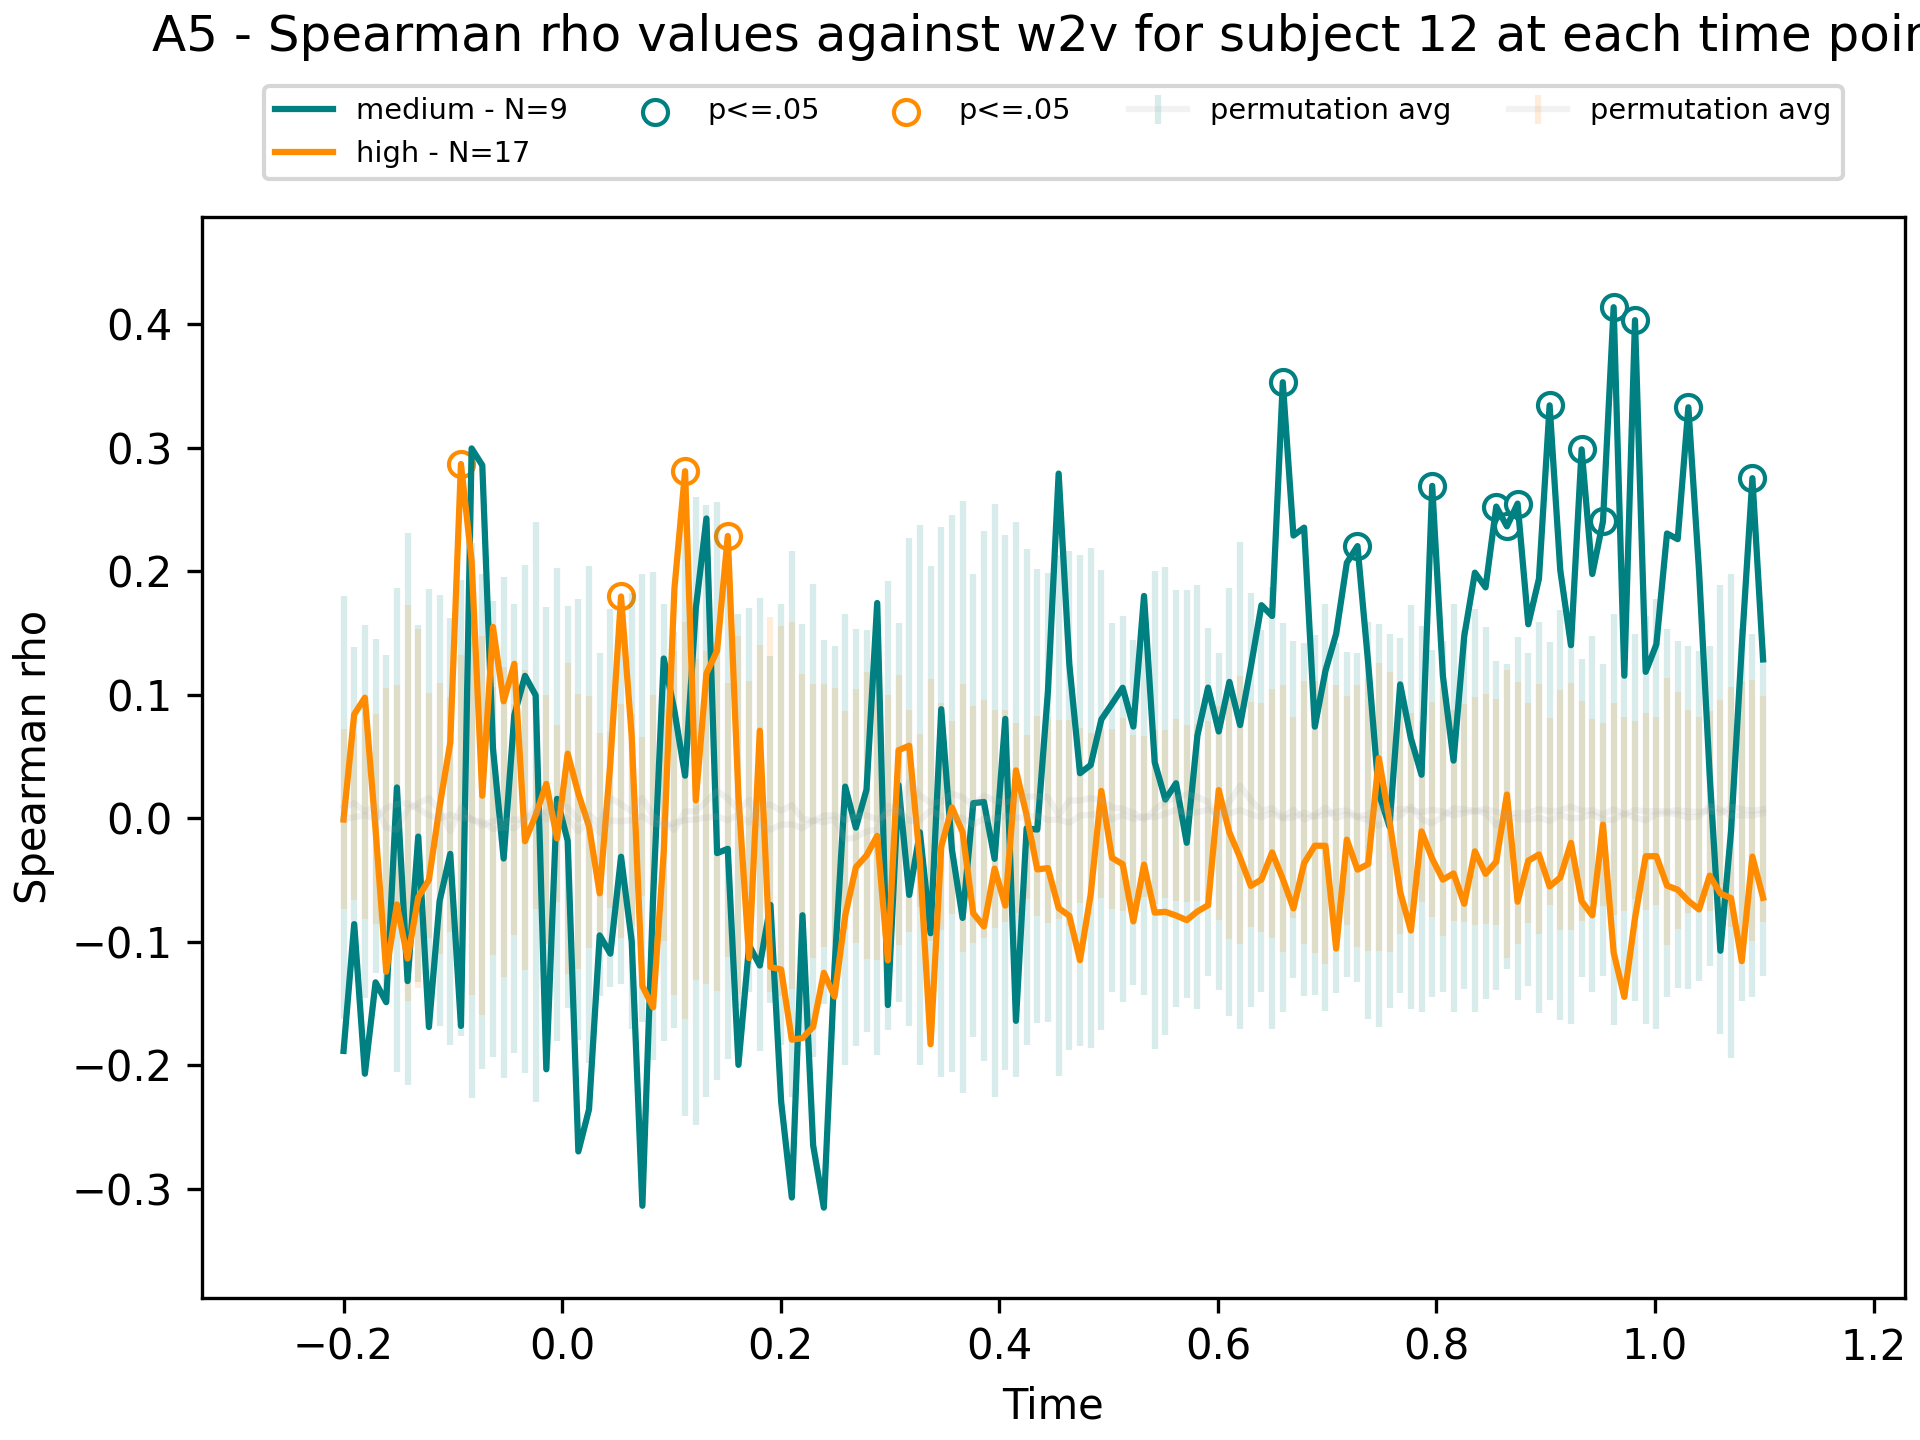 A5 - Spearman rho values against w2v for subject 12 at each time poin
medium - N=9 p<=.05 p<=.05 permutation avg permutation avg
high - N=17
0.4
0.3
0.2
0.1
0.0
−0.1
−0.2
−0.3
Spearman rho
−0.2 0.0 0.2 0.4 0.6 0.8 1.0 1.2
Time